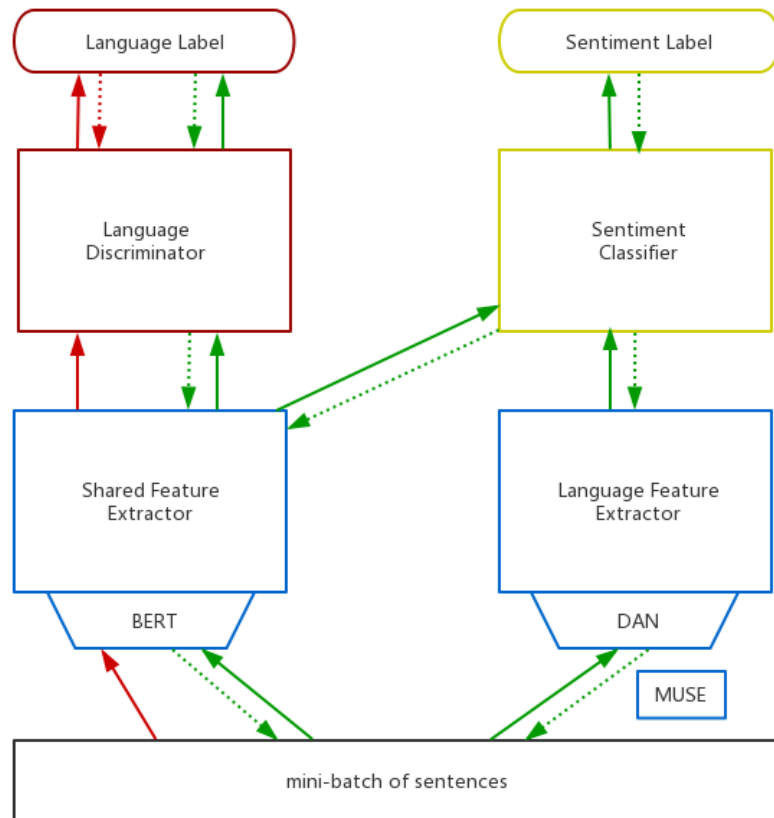 Language Label
Sentiment Label
Language
Discriminator
Sentiment
Classifier
Shared Feature
Extractor
Language Feature
Extractor
BERT
DAN
MUSE
mini-batch of sentences